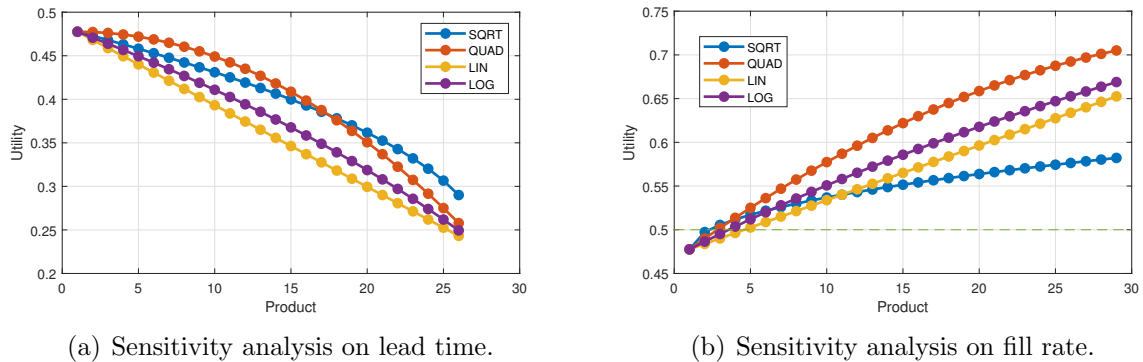 0.5
0.45
0.4
0.35
0.3
0.25
0.2
Utility
0 5 10 15 20 25 30
Product
SQRT
QUAD
LIN
LOG
(a) Sensitivity analysis on lead time.
0.75
0.7
0.65
0.6
0.55
0.5
0.45
Utility
0 5 10 15 20 25 30
Product
SQRT
QUAD
LIN
LOG
(b) Sensitivity analysis on fill rate.